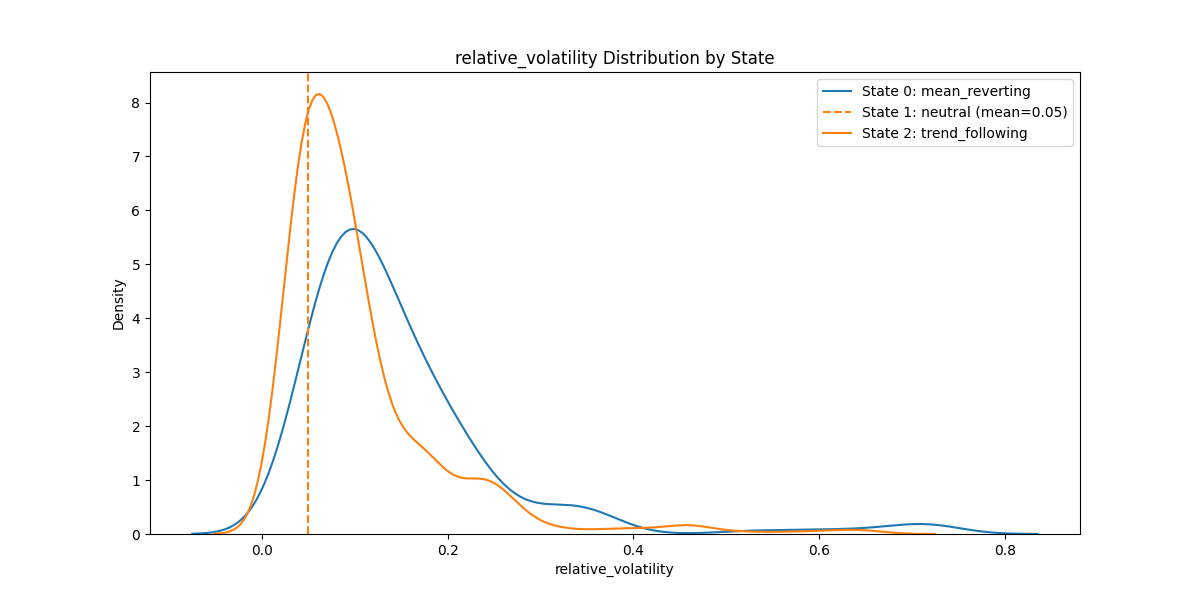 relative_volatility Distribution by State
State 0: mean_reverting
State 1: neutral (mean=0.05)
State 2: trend_following
Density
8
7
6
5
4
3
2
1
0
0.0 0.2 0.4 0.6 0.8
relative_volatility